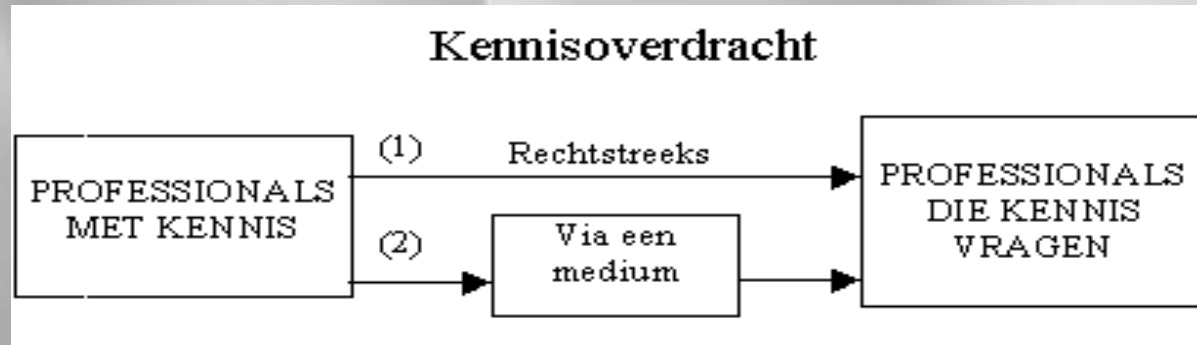 Kennisoverdracht
PROFESSIONALS
MET KENNIS
(1)
Rechtstreeks
(2)
Via een
medium
PROFESSIONALS
DIE KENNIS
VRAGEN